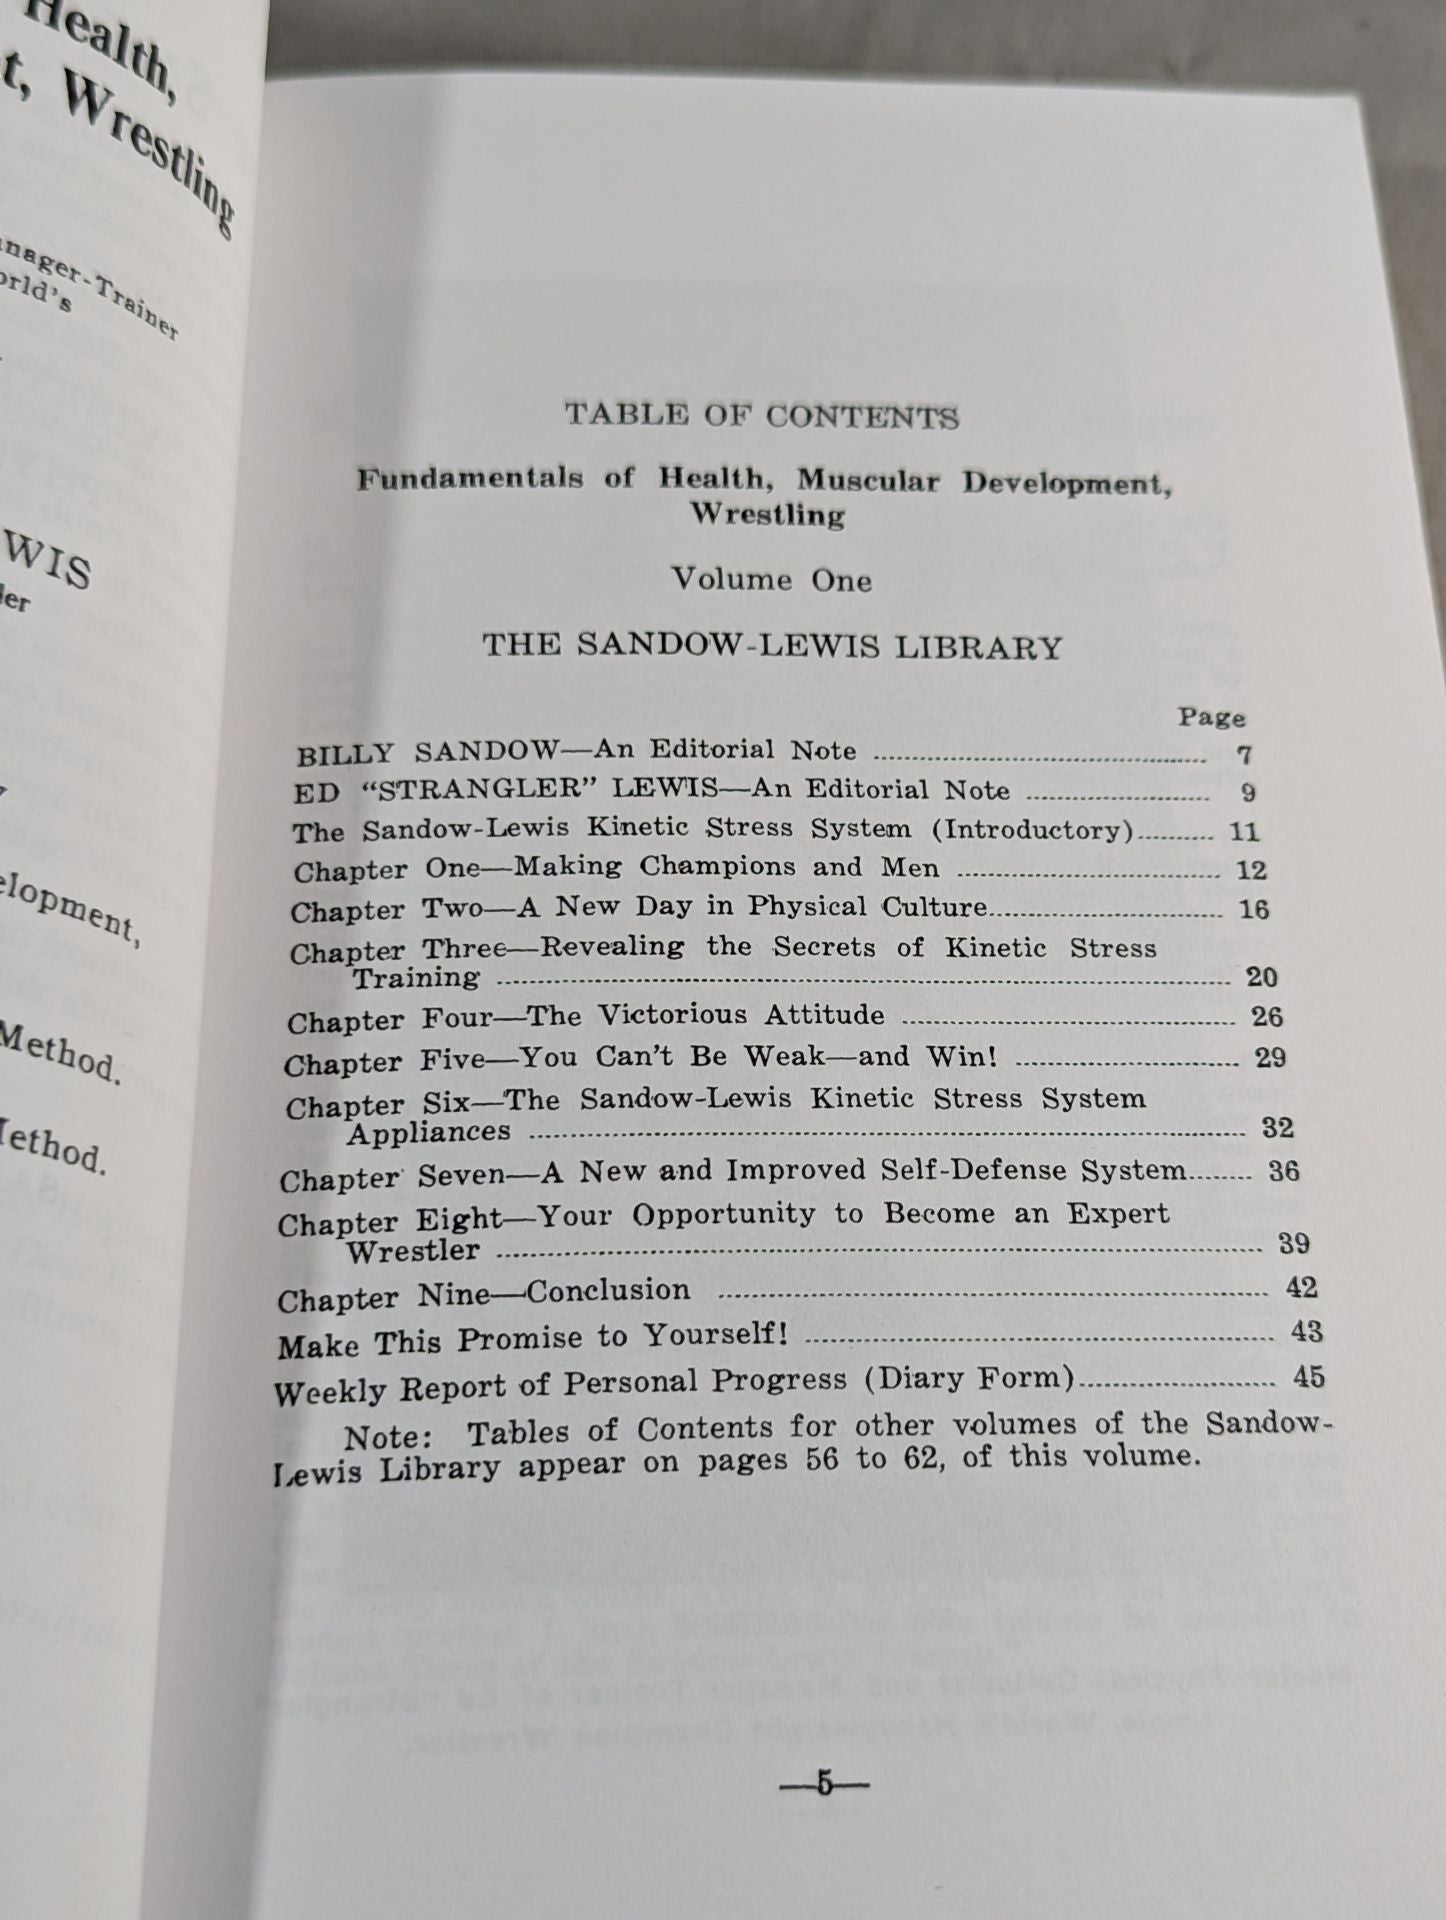 Health,
t, Wrestling
anager-Trainer
orld's
WIS
ler
elopment,
Method.
Method.
TABLE OF CONTENTS
Fundamentals of Health, Muscular Development,
Wrestling
Volume One
THE SANDOW-LEWIS LIBRARY
Page
BILLY SANDOW—An Editorial Note ........ 7
ED “STRANGLER” LEWIS—An Editorial Note ........ 9
The Sandow-Lewis Kinetic Stress System (Introductory)........ 11
Chapter One—Making Champions and Men ........ 12
Chapter Two—A New Day in Physical Culture........ 16
Chapter Three—Revealing the Secrets of Kinetic Stress
Training ........ 20
Chapter Four—The Victorious Attitude ........ 26
Chapter Five—You Can't Be Weak—and Win! ........ 29
Chapter Six—The Sandow-Lewis Kinetic Stress System
Appliances ........ 32
Chapter Seven—A New and Improved Self-Defense System........ 36
Chapter Eight—Your Opportunity to Become an Expert
Wrestler ........ 39
Chapter Nine—Conclusion ........ 42
Make This Promise to Yourself! ........ 43
Weekly Report of Personal Progress (Diary Form)........ 45
Note: Tables of Contents for other volumes of the Sandow-
Lewis Library appear on pages 56 to 62, of this volume.
—5—